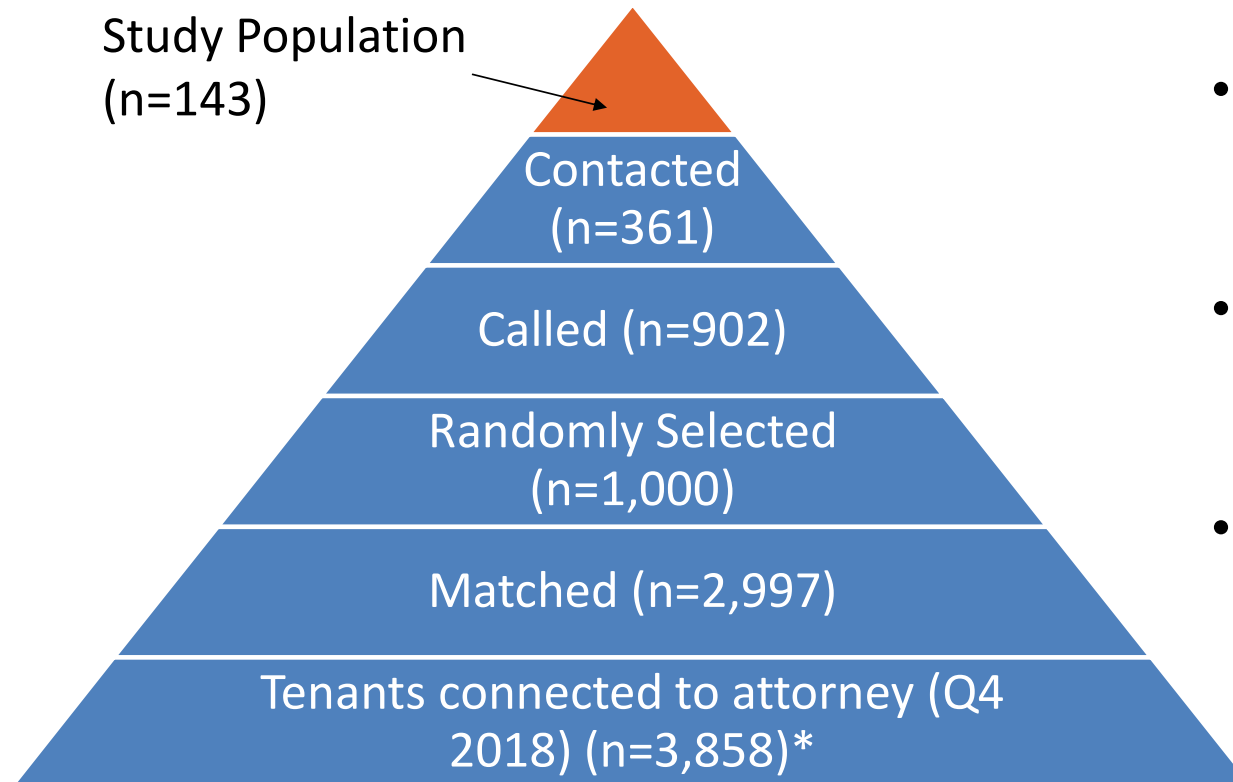 Study Population
(n=143)
Contacted
(n=361)
Called (n=902)
Randomly Selected
(n=1,000)
Matched (n=2,997)
Tenants connected to attorney (Q4
2018) (n=3,858)*